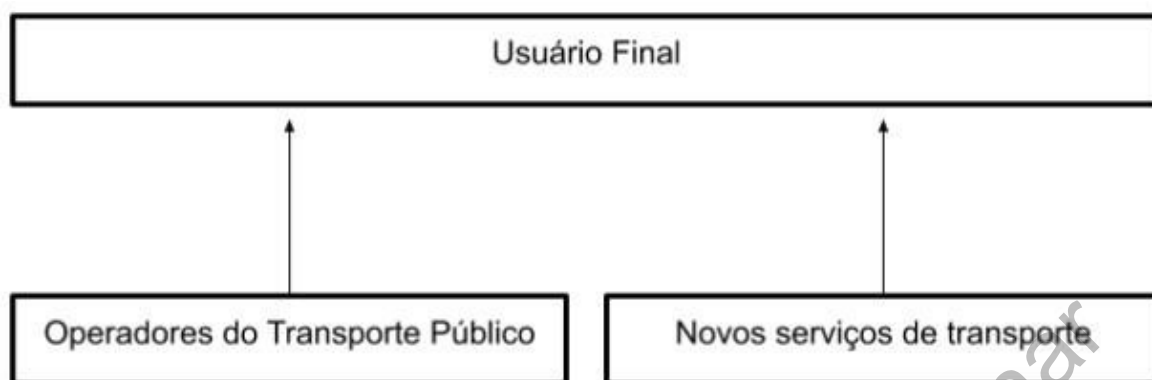 Usuário Final
Operadores do Transporte Público
Novos serviços de transporte